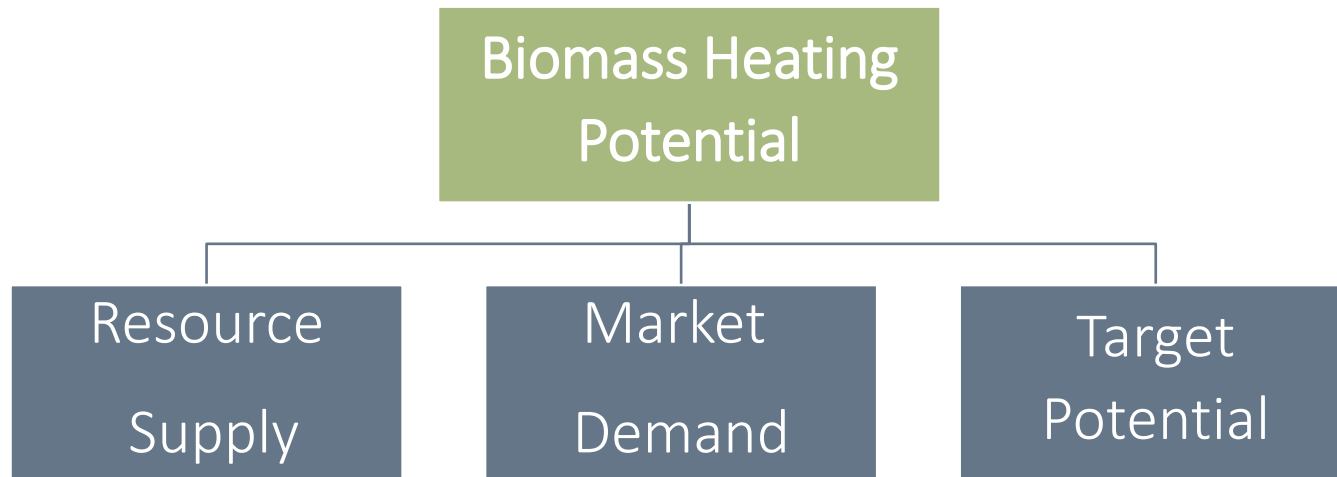 Biomass Heating
Potential
Resource
Supply
Market
Demand
Target
Potential